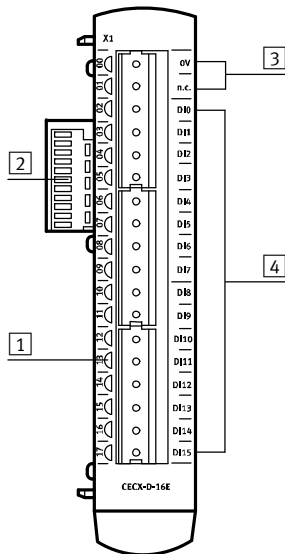 X1
00 0V
01 n.c.
02 DI0
03 DI1
04 DI2
05 DI3
06 DI4
07 DI5
08 DI6
09 DI7
10 DI8
11 DI9
12 DI10
13 DI11
14 DI12
15 DI13
16 DI14
17 DI15
CECX-D-16E
3
2
4
1